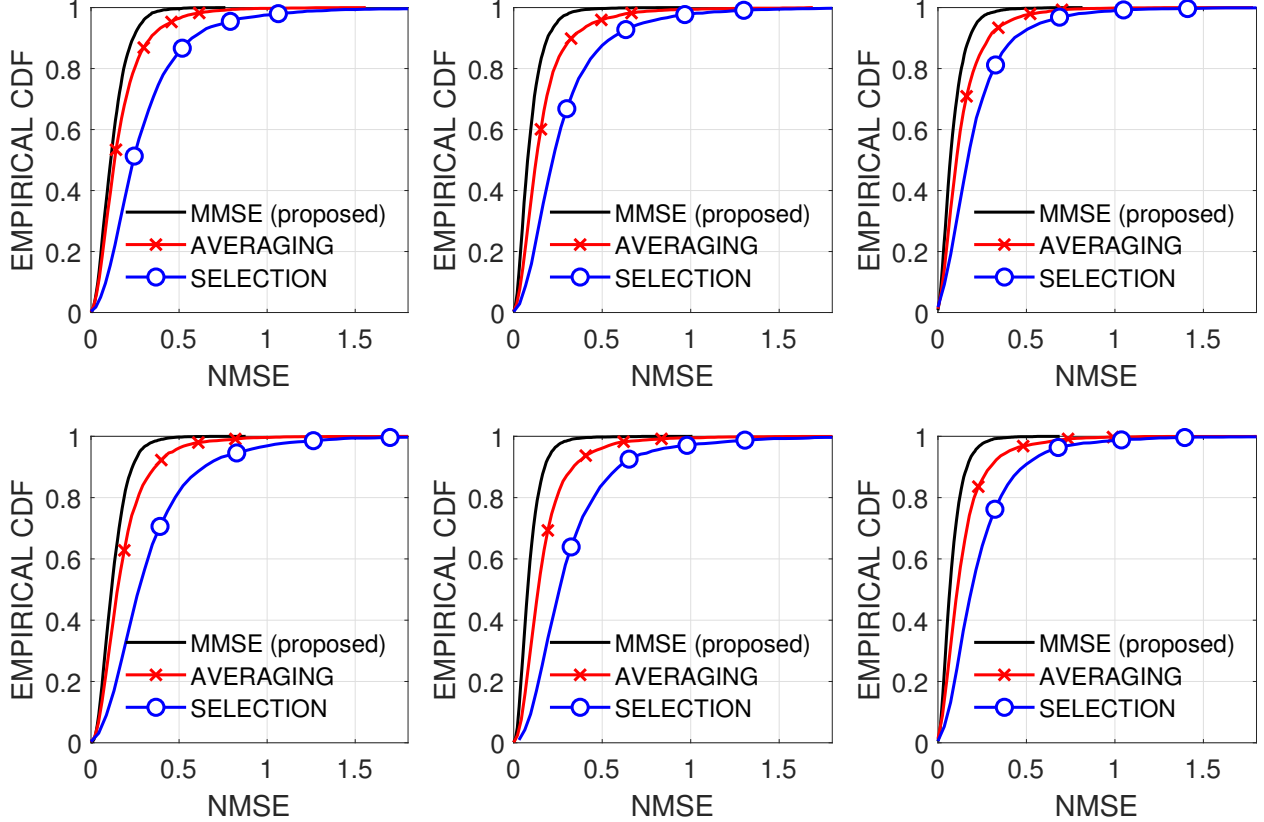 EMPIRICAL CDF
1
0.8
0.6
0.4
0.2
0
MMSE (proposed)
AVERAGING
SELECTION
0 0.5 1 1.5
NMSE
EMPIRICAL CDF
1
0.8
0.6
0.4
0.2
0
MMSE (proposed)
AVERAGING
SELECTION
0 0.5 1 1.5
NMSE
EMPIRICAL CDF
1
0.8
0.6
0.4
0.2
0
MMSE (proposed)
AVERAGING
SELECTION
0 0.5 1 1.5
NMSE
EMPIRICAL CDF
1
0.8
0.6
0.4
0.2
0
MMSE (proposed)
AVERAGING
SELECTION
0 0.5 1 1.5
NMSE
EMPIRICAL CDF
1
0.8
0.6
0.4
0.2
0
MMSE (proposed)
AVERAGING
SELECTION
0 0.5 1 1.5
NMSE
EMPIRICAL CDF
1
0.8
0.6
0.4
0.2
0
MMSE (proposed)
AVERAGING
SELECTION
0 0.5 1 1.5
NMSE